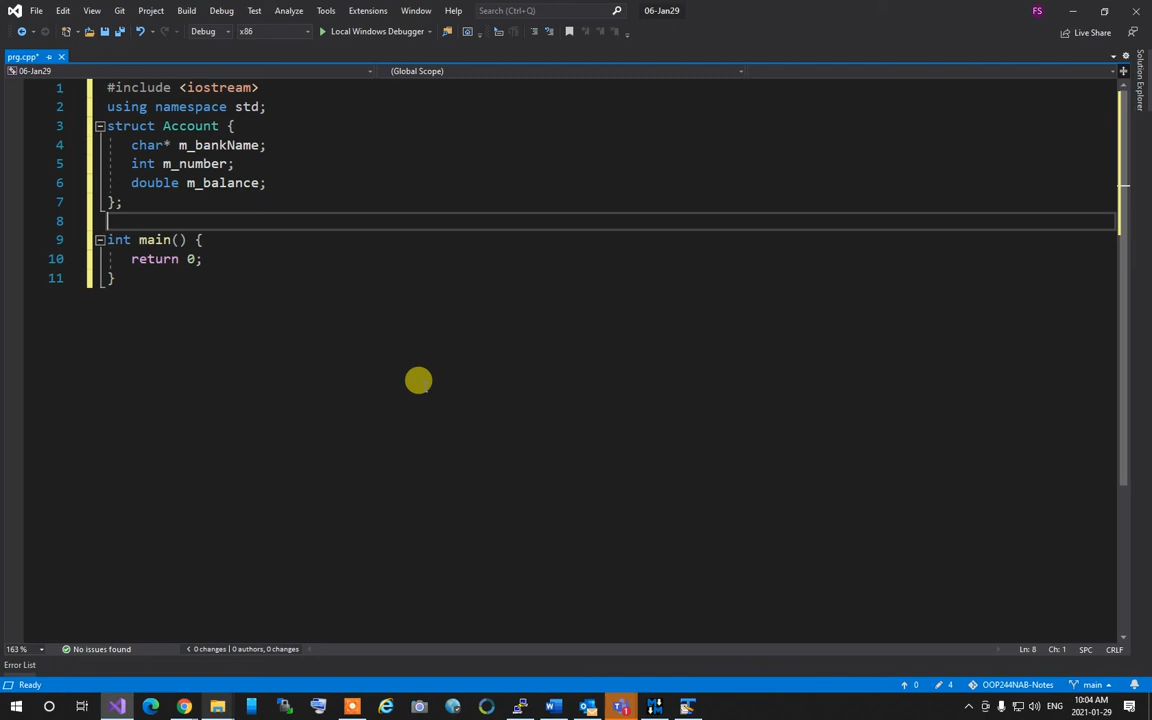 File Edit View Git Project Build Debug Test Analyze Tools Extensions Window Help Search (Ctrl+Q) 06-Jan29 FS
Debug x86 Local Windows Debugger Live Share
prg.cpp*
06-Jan29 (Global Scope)
Solution Explorer
1 #include <iostream>
2 using namespace std;
3 struct Account {
4 char* m_bankName;
5 int m_number;
6 double m_balance;
7 };
8
9 int main() {
10 return 0;
11 }
163 % No issues found 0 changes | 0 authors, 0 changes Ln: 8 Ch: 1 SPC CRLF
Error List
Ready 0 4 OOP244NAB-Notes main
ENG 10:04 AM
2021-01-29